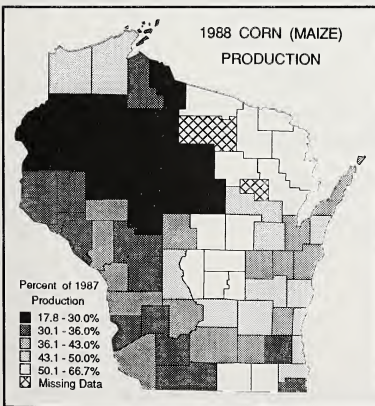 1988 CORN (MAIZE)
PRODUCTION
Percent of 1987
Production
17.8 - 30.0%
30.1 - 36.0%
36.1 - 43.0%
43.1 - 50.0%
50.1 - 66.7%
Missing Data